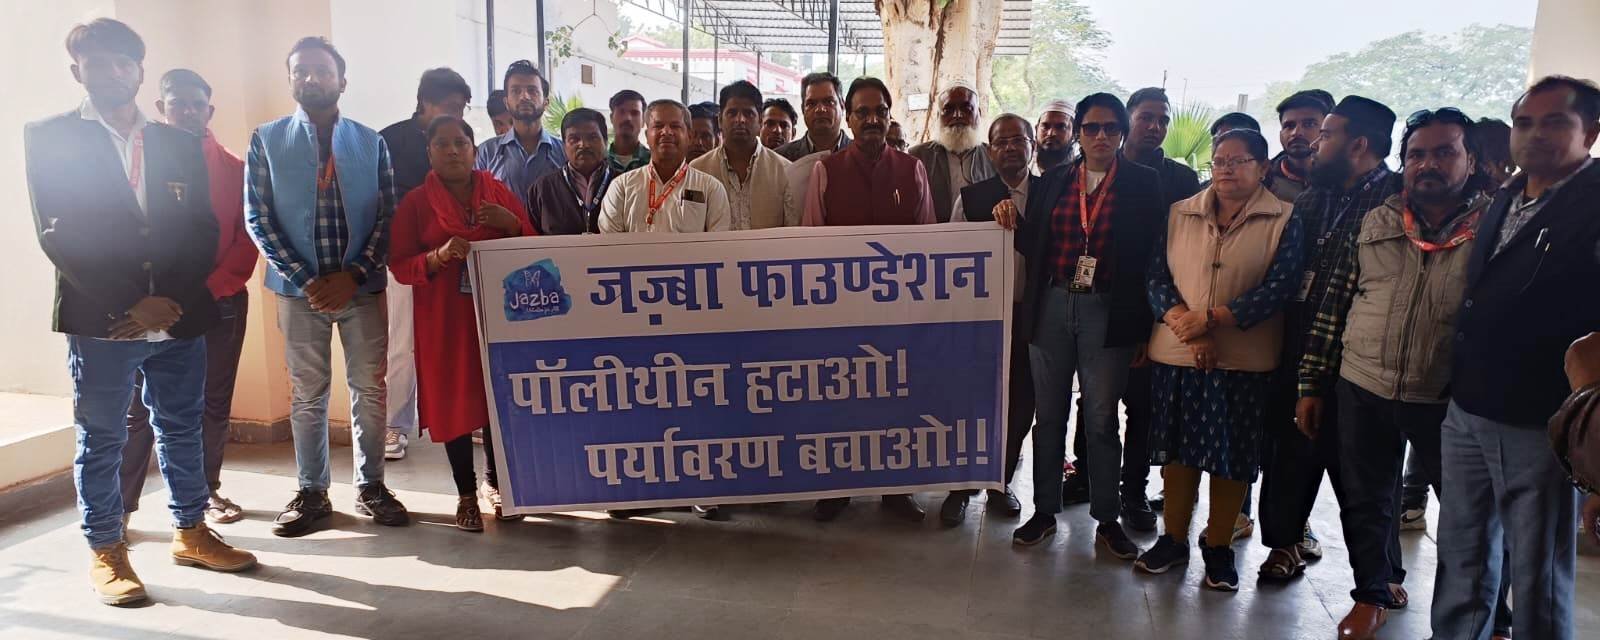 जज़्बा फाउण्डेशन
Jazba
पॉलीथीन हटाओ!
पर्यावरण बचाओ!!